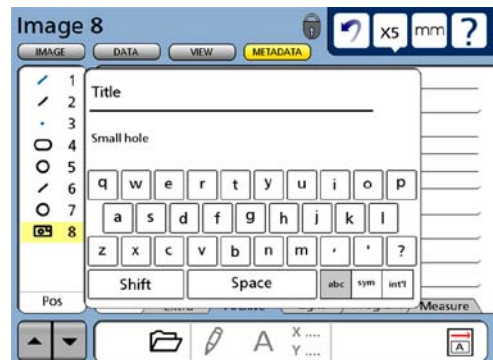 Image 8
X5 mm ?
IMAGE DATA VIEW METADATA
1
2
3
4
5
6
7
8
Title
Small hole
q w e r t y u i o p
a s d f g h j k l
z x c v b n m , ' ?
Shift Space abc sym int'l
Pos
Measure
A X ....
Y ....
A